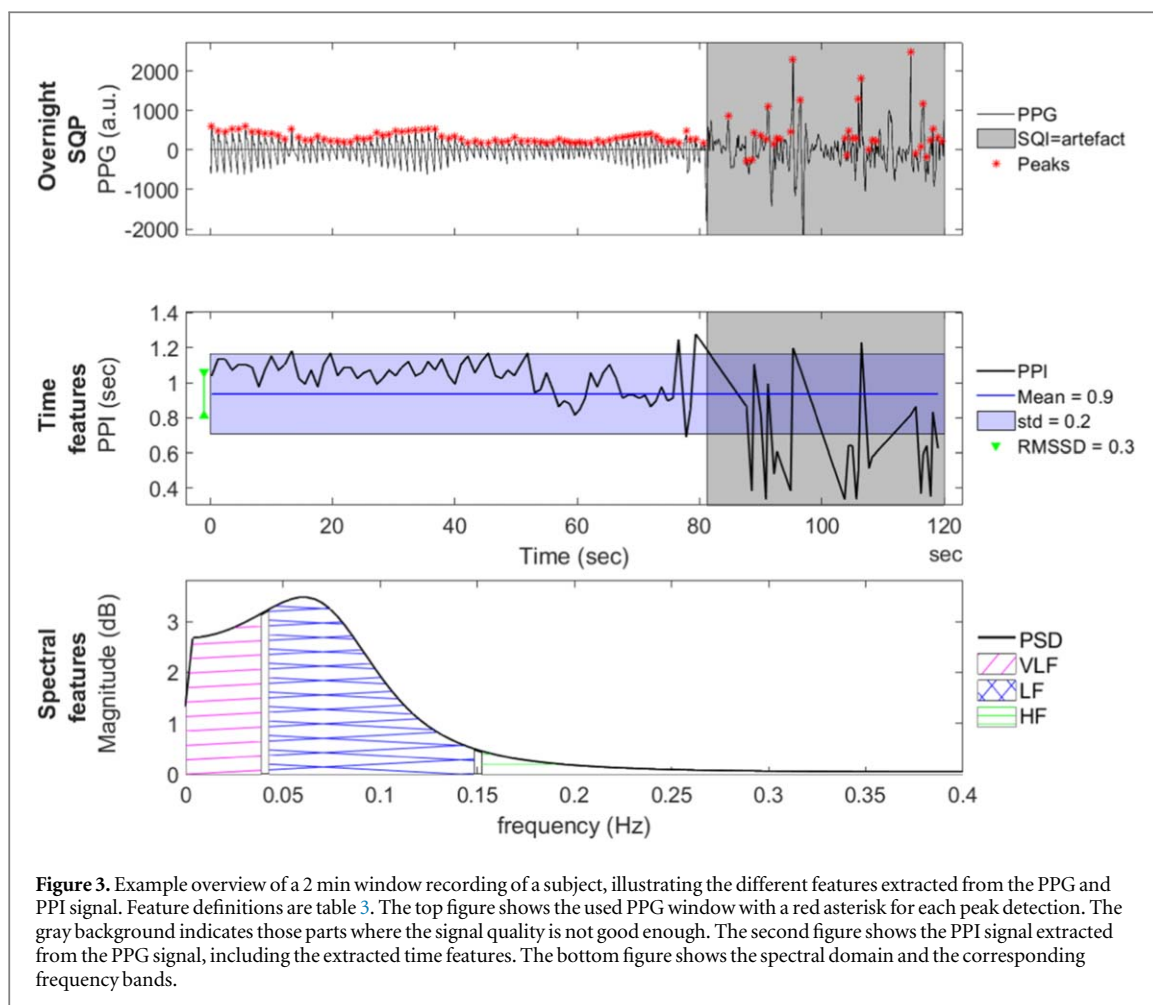 Overnight
SQP
PPG (a.u.)
2000
1000
0
-1000
-2000
PPG
SQI=artefact
Peaks
Time
features
PPI (sec)
1.4
1.2
1
0.8
0.6
0.4
PPI
Mean = 0.9
std = 0.2
RMSSD = 0.3
0 20 40 60 80 100 120
Time (sec)
sec
Spectral
features
Magnitude (dB)
3
2
1
0
PSD
VLF
LF
HF
0 0.05 0.1 0.15 0.2 0.25 0.3 0.35 0.4
frequency (Hz)
Figure 3. Example overview of a 2 min window recording of a subject, illustrating the different features extracted from the PPG and
PPI signal. Feature definitions are table 3. The top figure shows the used PPG window with a red asterisk for each peak detection. The
gray background indicates those parts where the signal quality is not good enough. The second figure shows the PPI signal extracted
from the PPG signal, including the extracted time features. The bottom figure shows the spectral domain and the corresponding
frequency bands.